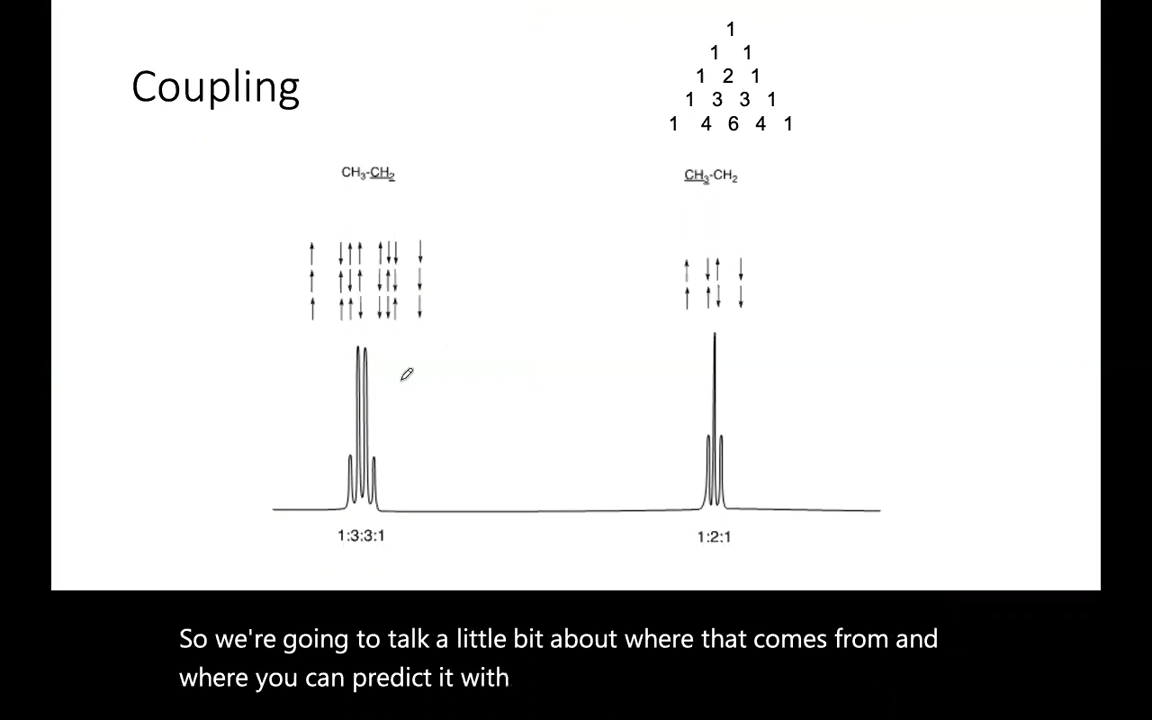 1
1 1
Coupling
1 2 1
1 3 3 1
1 4 6 4 1
CH3-CH2
CH3-CH2
1:3:3:1
1:2:1
So we're going to talk a little bit about where that comes from and
where you can predict it with